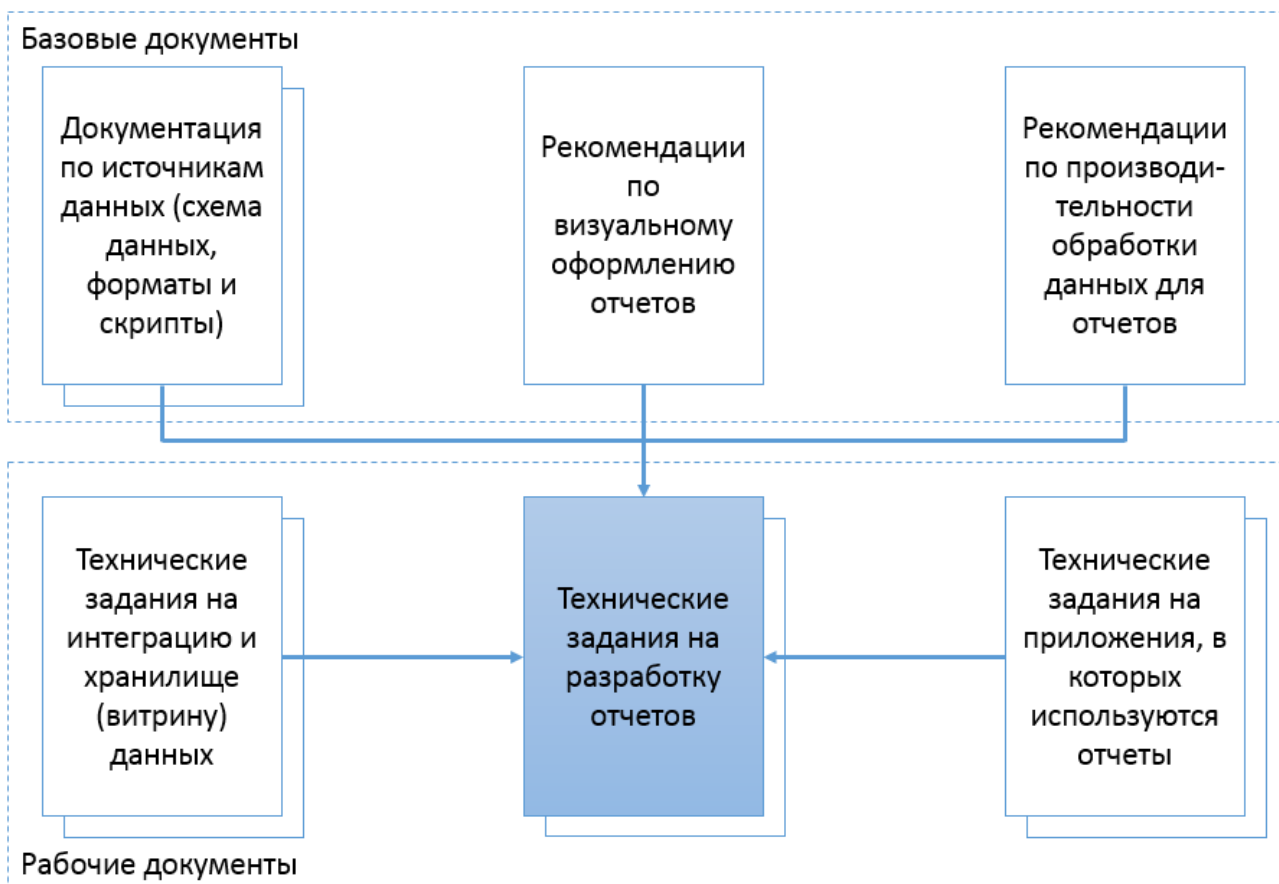 Базовые документы
Документация
по источникам
данных (схема
данных,
форматы и
скрипты)
Рекомендации
по
визуальному
оформлению
отчетов
Рекомендации
по производи-
тельности
обработки
данных для
отчетов
Технические
задания на
интеграцию и
хранилище
(витрину)
данных
Технические
задания на
разработку
отчетов
Технические
задания на
приложения, в
которых
используются
отчеты
Рабочие документы